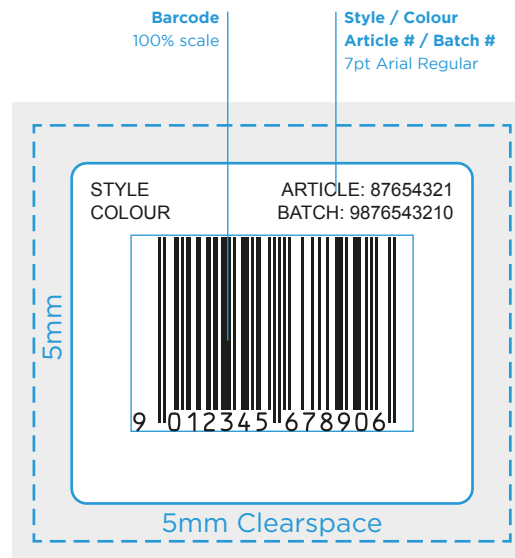 Barcode
100% scale
Style / Colour
Article # / Batch #
7pt Arial Regular
STYLE
COLOUR
ARTICLE: 87654321
BATCH: 9876543210
9 012345 678906
5mm
5mm Clearspace